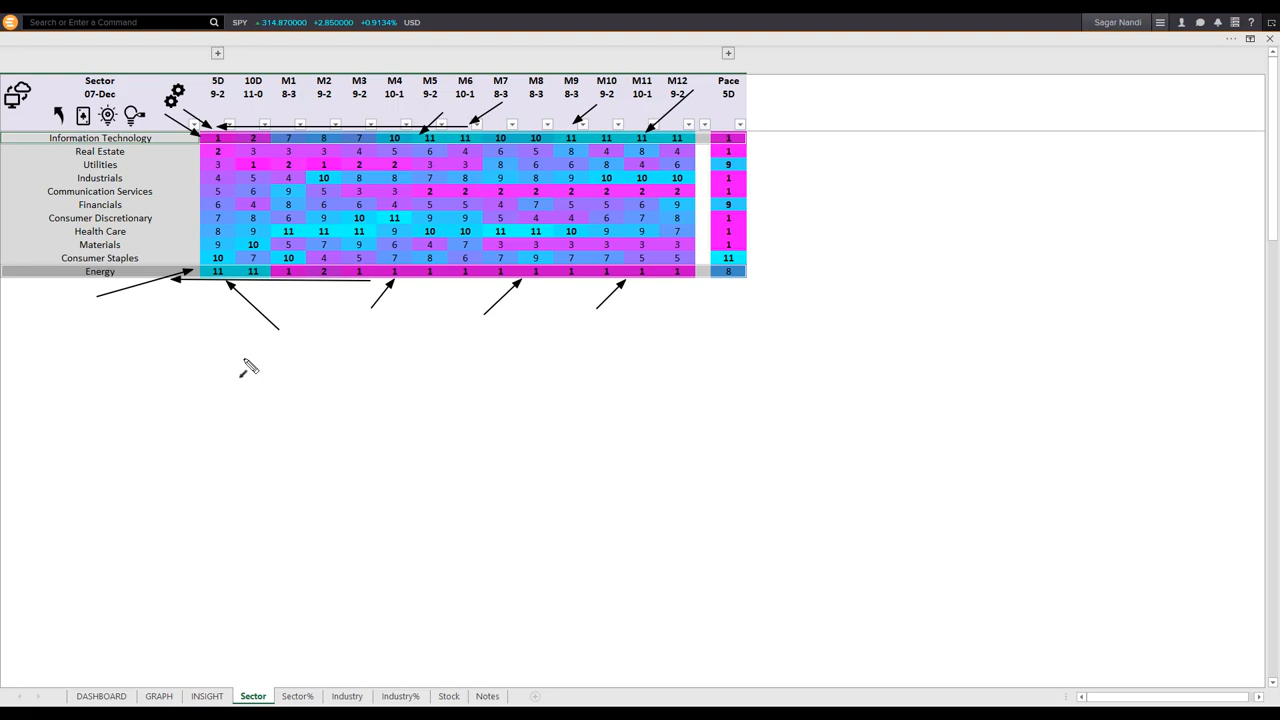 Search or Enter a Command SPY 314.870000 +2.850000 +0.9134% USD Sagar Nandi ?
Sector 5D 10D M1 M2 M3 M4 M5 M6 M7 M8 M9 M10 M11 M12 Pace
07-Dec 9-2 11-0 8-3 9-2 9-2 10-1 9-2 10-1 8-3 8-3 8-3 9-2 10-1 9-2 5D
Information Technology 1 2 7 8 7 10 11 11 10 10 11 11 11 11 1
Real Estate 2 3 3 3 4 5 6 4 6 5 8 4 8 4 1
Utilities 3 1 2 1 2 2 3 3 8 6 6 8 4 6 9
Industrials 4 5 4 10 8 8 7 8 9 8 9 10 10 10 1
Communication Services 5 6 9 5 3 3 2 2 2 2 2 2 2 2 1
Financials 6 4 8 6 6 4 5 5 4 7 5 5 6 9 9
Consumer Discretionary 7 8 6 9 10 11 9 9 5 4 4 6 7 8 1
Health Care 8 9 11 11 11 9 10 10 11 11 10 9 9 7 1
Materials 9 10 5 7 9 6 4 7 3 3 3 3 3 3 1
Consumer Staples 10 7 10 4 5 7 8 6 7 9 7 7 5 5 11
Energy 11 11 1 2 1 1 1 1 1 1 1 1 1 1 8
DASHBOARD GRAPH INSIGHT Sector Sector% Industry Industry% Stock Notes